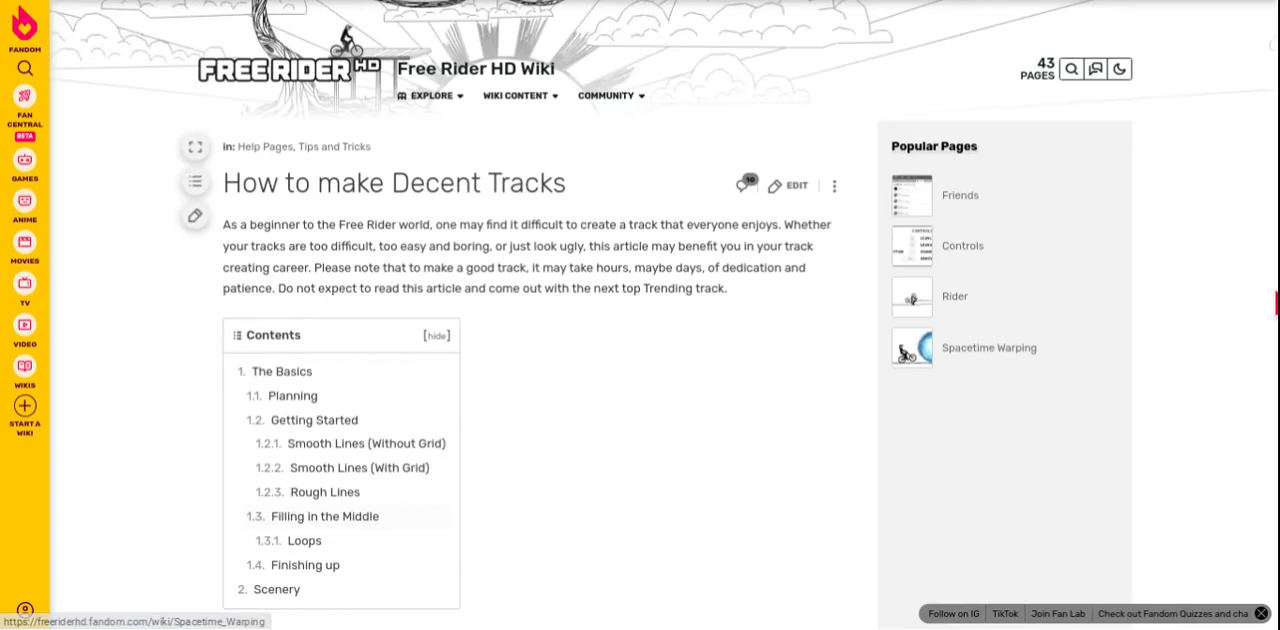 FANDOM
FAN
CENTRAL
BETA
GAMES
ANIME
MOVIES
TV
VIDEO
WIKIS
START A
WIKI
FREERIDER HD
Free Rider HD Wiki
EXPLORE
WIKI CONTENT
COMMUNITY
43
PAGES
in: Help Pages, Tips and Tricks
How to make Decent Tracks
10
EDIT
As a beginner to the Free Rider world, one may find it difficult to create a track that everyone enjoys. Whether
your tracks are too difficult, too easy and boring, or just look ugly, this article may benefit you in your track
creating career. Please note that to make a good track, it may take hours, maybe days, of dedication and
patience. Do not expect to read this article and come out with the next top Trending track.
Contents [hide]
1. The Basics
1.1. Planning
1.2. Getting Started
1.2.1. Smooth Lines (Without Grid)
1.2.2. Smooth Lines (With Grid)
1.2.3. Rough Lines
1.3. Filling in the Middle
1.3.1. Loops
1.4. Finishing up
2. Scenery
Popular Pages
Friends
Controls
Rider
Spacetime Warping
Follow on IG
TikTok
Join Fan Lab
Check out Fandom Quizzes and cha
https://freeriderhd.fandom.com/wiki/Spacetime_Warping